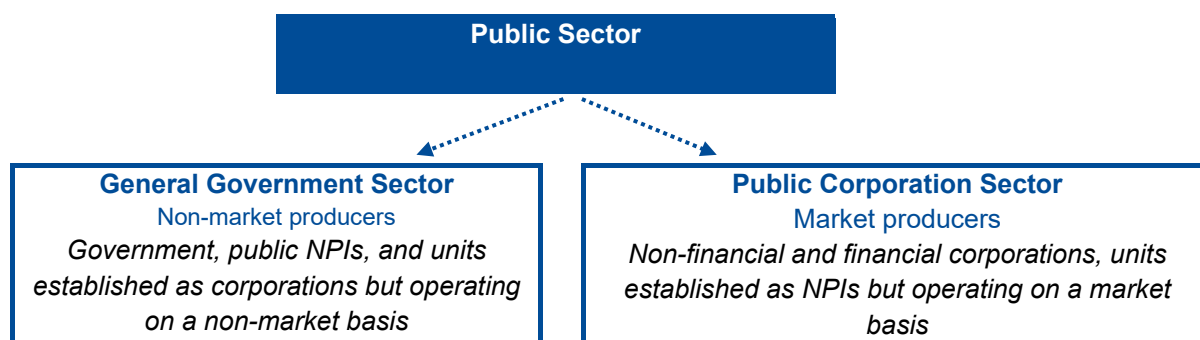 Public Sector
General Government Sector
Non-market producers
Government, public NPIs, and units
established as corporations but operating
on a non-market basis
Public Corporation Sector
Market producers
Non-financial and financial corporations, units
established as NPIs but operating on a market
basis